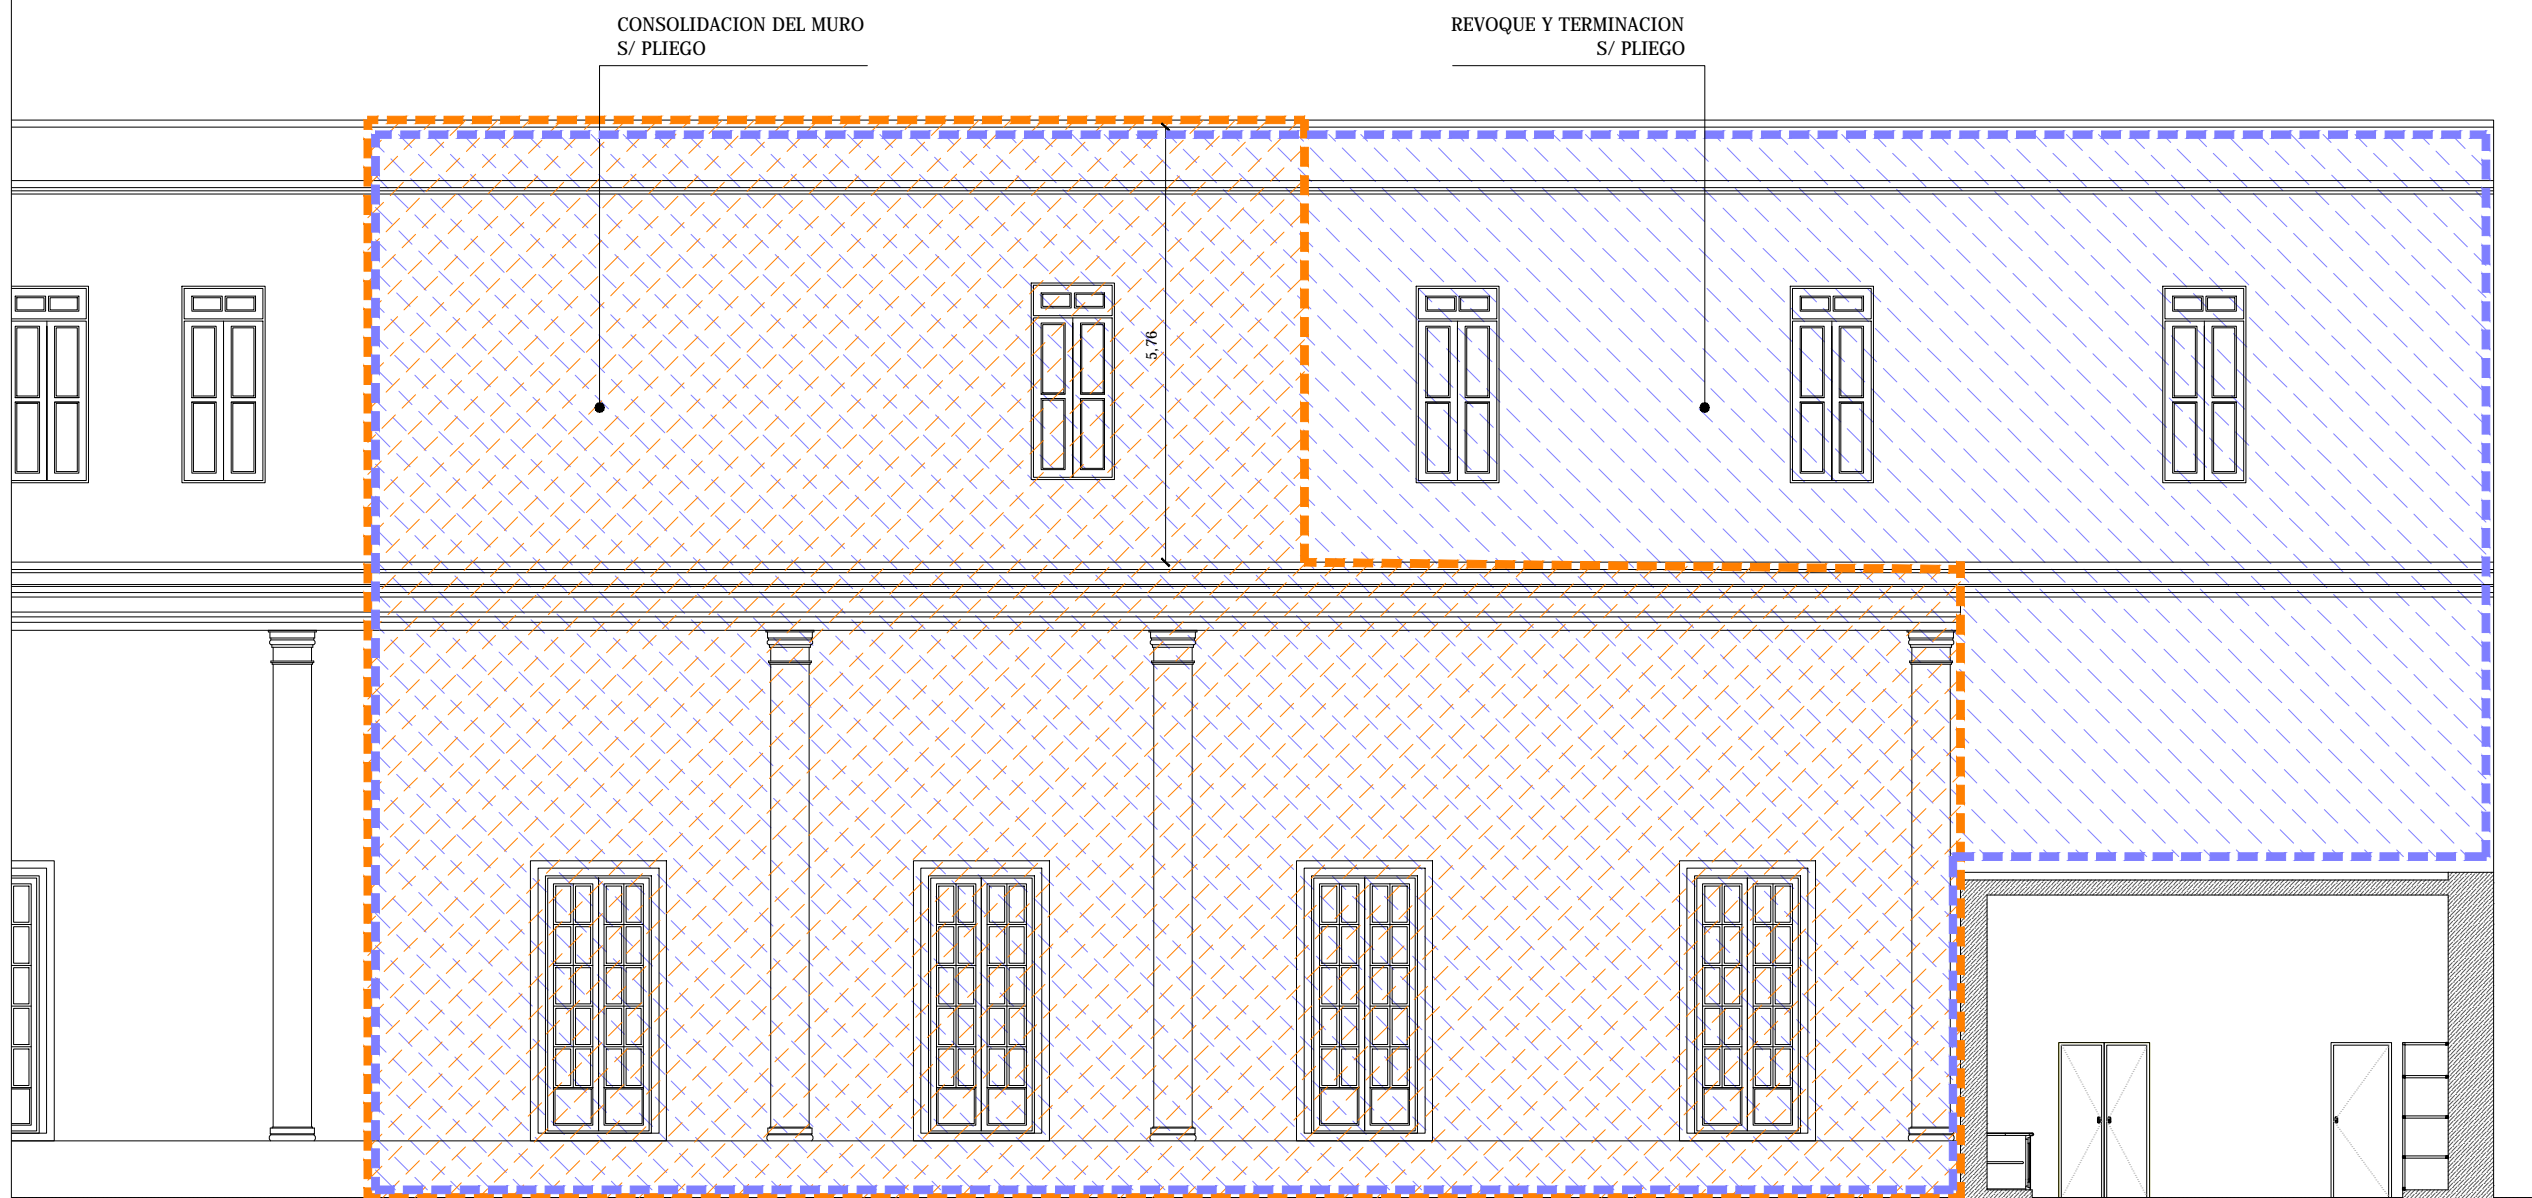 CONSOLIDACION DEL MURO
S/ PLIEGO
REVOQUE Y TERMINACION
S/ PLIEGO
5,76